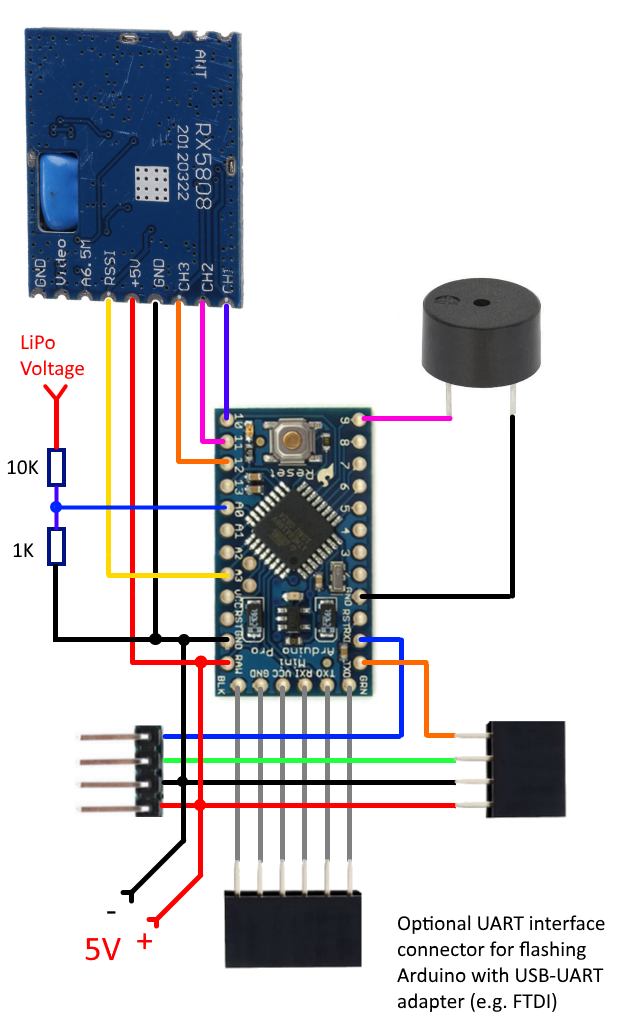 ANT
RX5808
20120322
GND
Video
A6.5M
RSSI
+5V
GND
CH3
CH2
CH1
LiPo
Voltage
10K
1K
10
11
12
13
A0
A1
A2
A3
VCC
RST
GND
RAW
Reset
9
8
7
6
5
4
3
RST
RXI
TXO
Arduino Pro
Mini
BLK
GND
VCC
RXI
TXO
GRN
-
5V +
Optional UART interface
connector for flashing
Arduino with USB-UART
adapter (e.g. FTDI)